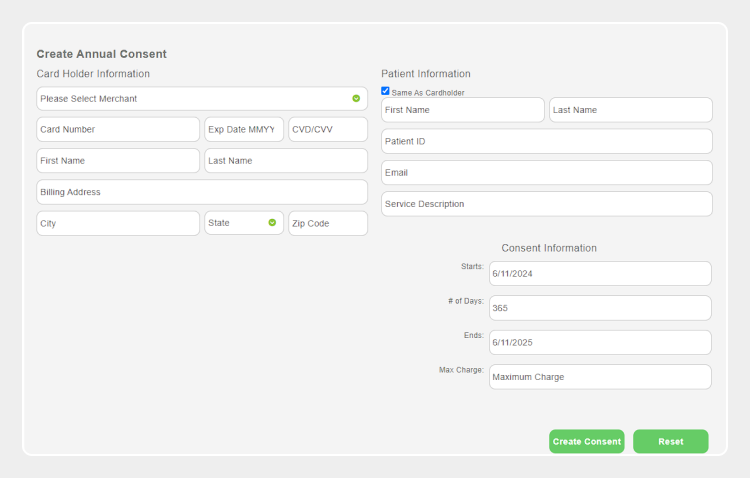 Create Annual Consent
Card Holder Information
Please Select Merchant
Card Number
Exp Date MMYY
CVD/CVV
First Name
Last Name
Billing Address
City
State
Zip Code
Patient Information
Same As Cardholder
First Name
Last Name
Patient ID
Email
Service Description
Consent Information
Starts: 6/11/2024
# of Days: 365
Ends: 6/11/2025
Max Charge: Maximum Charge
Create Consent
Reset